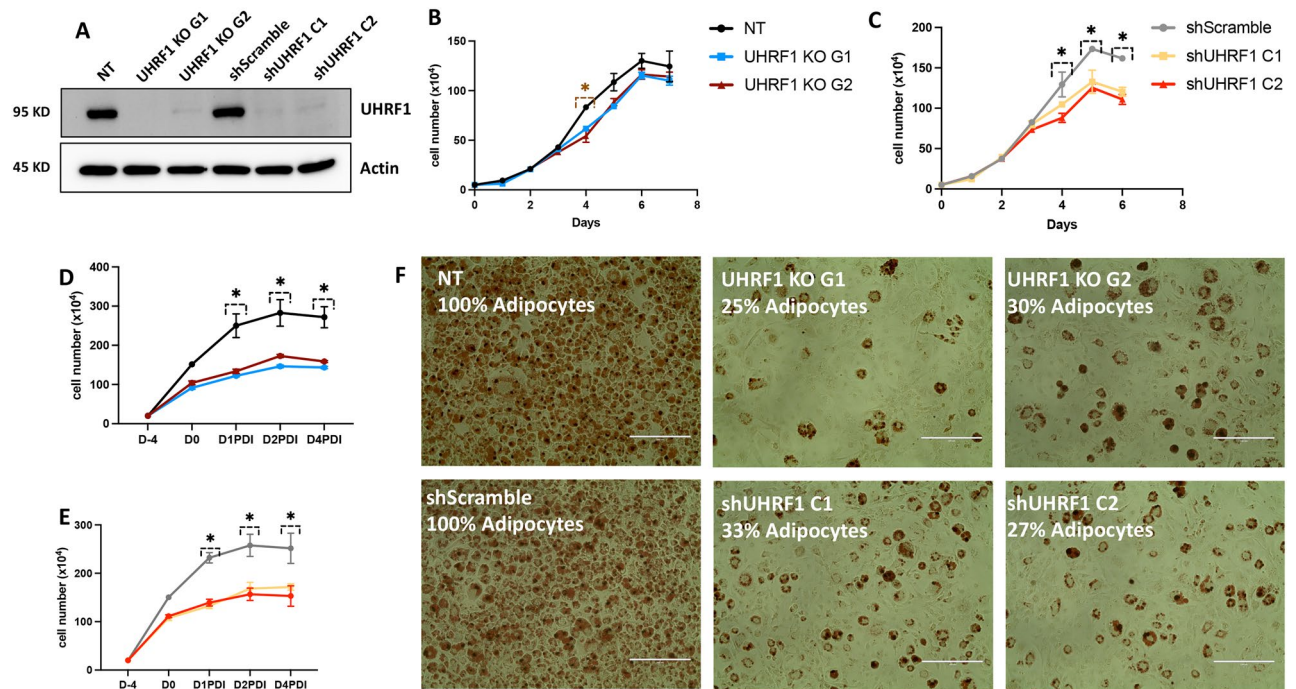 A
NT
UHRF1 KO G1
UHRF1 KO G2
shScramble
shUHRF1 C1
shUHRF1 C2
95 KD
UHRF1
45 KD
Actin
B
cell number (x10⁴)
150
100
50
0
0 2 4 6 8
Days
*
NT
UHRF1 KO G1
UHRF1 KO G2
C
cell number (x10⁴)
200
150
100
50
0
0 2 4 6 8
Days
* * *
shScramble
shUHRF1 C1
shUHRF1 C2
D
cell number (x10⁴)
400
300
200
100
0
D-4 D0 D1PDI D2PDI D4PDI
* * *
E
cell number (x10⁴)
300
200
100
0
D-4 D0 D1PDI D2PDI D4PDI
* * *
F
NT
100% Adipocytes
UHRF1 KO G1
25% Adipocytes
UHRF1 KO G2
30% Adipocytes
shScramble
100% Adipocytes
shUHRF1 C1
33% Adipocytes
shUHRF1 C2
27% Adipocytes